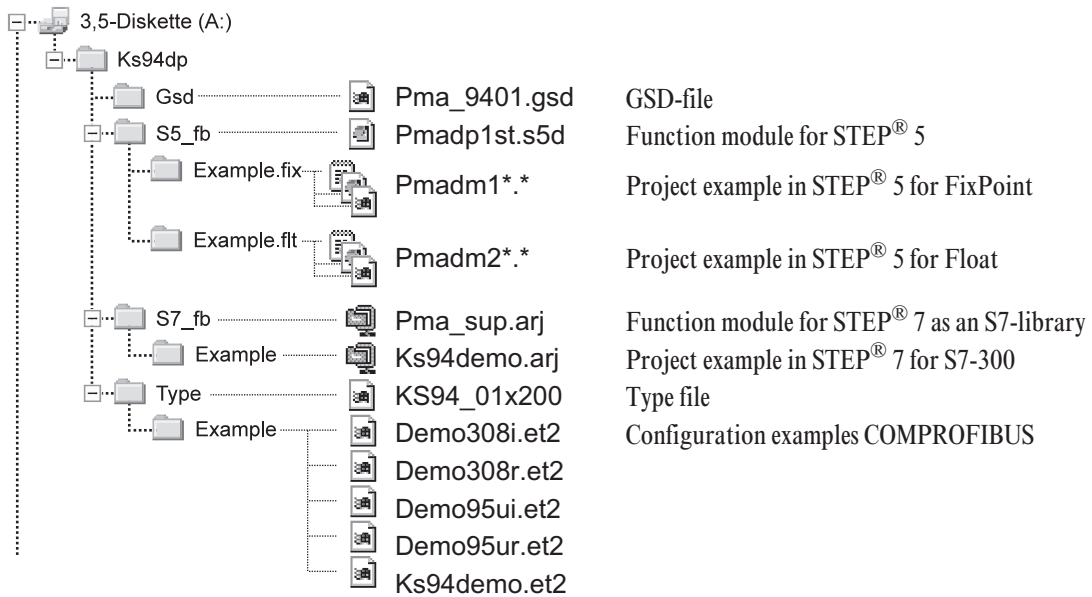 3,5-Diskette (A:)
Ks94dp
Gsd Pma_9401.gsd GSD-file
S5_fb Pmadp1st.s5d Function module for STEP® 5
Example.fix Pmadm1*.* Project example in STEP® 5 for FixPoint
Example.flt Pmadm2*.* Project example in STEP® 5 for Float
S7_fb Pma_sup.arj Function module for STEP® 7 as an S7-library
Example Ks94demo.arj Project example in STEP® 7 for S7-300
Type KS94_01x200 Type file
Example Demo308i.et2 Configuration examples COMPROFIBUS
Demo308r.et2
Demo95ui.et2
Demo95ur.et2
Ks94demo.et2